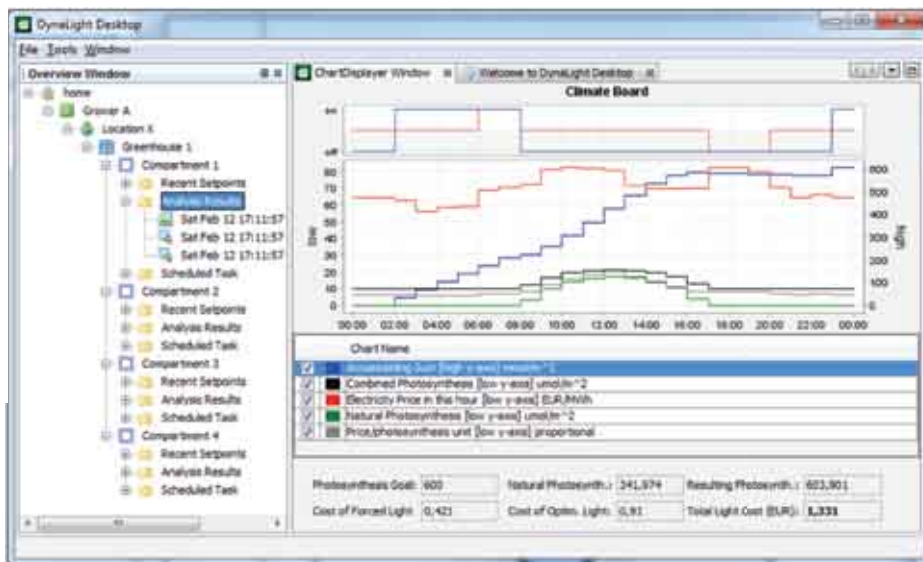 DynaLight Desktop
File Tools Window
Overview Window
home
Grower A
Location X
Greenhouse 1
Compartment 1
Recent Setpoints
Analysis Results
Sat Feb 12 17:11:57
Sat Feb 12 17:11:57
Sat Feb 12 17:11:57
Scheduled Task
Compartment 2
Recent Setpoints
Analysis Results
Scheduled Task
Compartment 3
Recent Setpoints
Analysis Results
Scheduled Task
Compartment 4
Recent Setpoints
Analysis Results
Scheduled Task
ChartDisplayer Window Welcome to DynaLight Desktop
Climate Board
on
off
80
70
60
50
40
30
20
10
0
low
600
500
400
300
200
100
0
high
00:00 02:00 04:00 06:00 08:00 10:00 12:00 14:00 16:00 18:00 20:00 22:00 00:00
Chart Name
[high y-axis]
Combined Photosynthesis [low y-axis] umol/m^2
Electricity Price in this hour [low y-axis] EUR/MWh
Natural Photosynthesis [low y-axis] umol/m^2
Price/photosynthesis unit [low y-axis] proportional
Photosynthesis Goal: 600 Natural Photosynth.: 341,974 Resulting Photosynth.: 603,901
Cost of Forced Light 0,421 Cost of Optim. Light: 0,91 Total Light Cost (EUR): 1,331